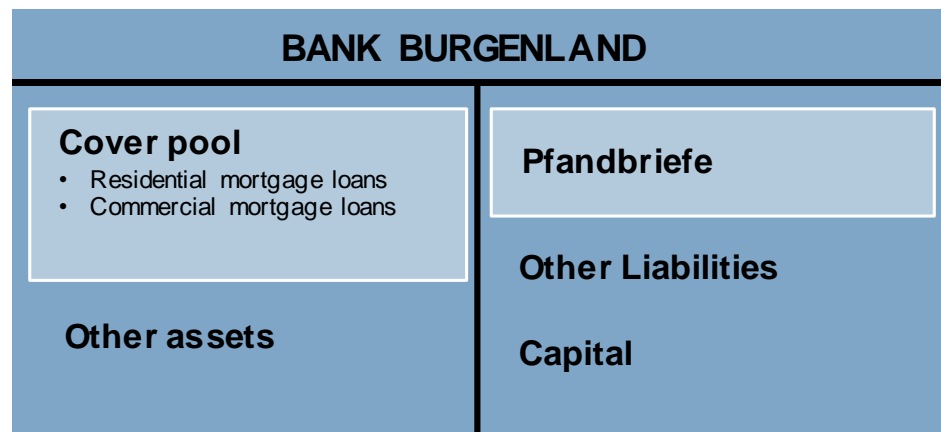 BANK BURGENLAND
Cover pool
• Residential mortgage loans
• Commercial mortgage loans
Other assets
Pfandbriefe
Other Liabilities
Capital